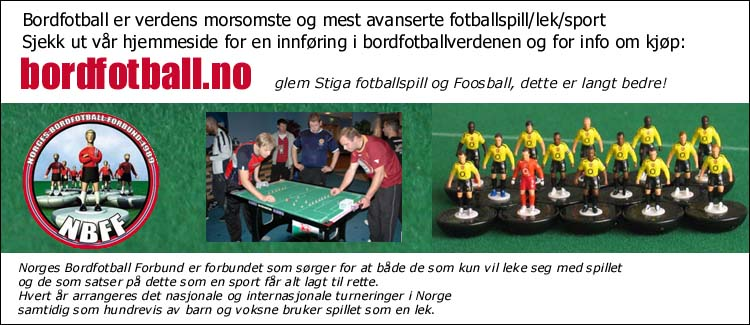 Bordfotball er verdens morsomste og mest avanserte fotballspill/lek/sport
Sjekk ut vår hjemmeside for en innføring i bordfotballverdenen og for info om kjøp:
bordfotball.no
glem Stiga fotballspill og Foosball, dette er langt bedre!
NORGES BORDFOTBALL FORBUND 1989
NBFF
Norges Bordfotball Forbund er forbundet som sørger for at både de som kun vil leke seg med spillet
og de som satser på dette som en sport får alt lagt til rette.
Hvert år arrangeres det nasjonale og internasjonale turneringer i Norge
samtidig som hundrevis av barn og voksne bruker spillet som en lek.